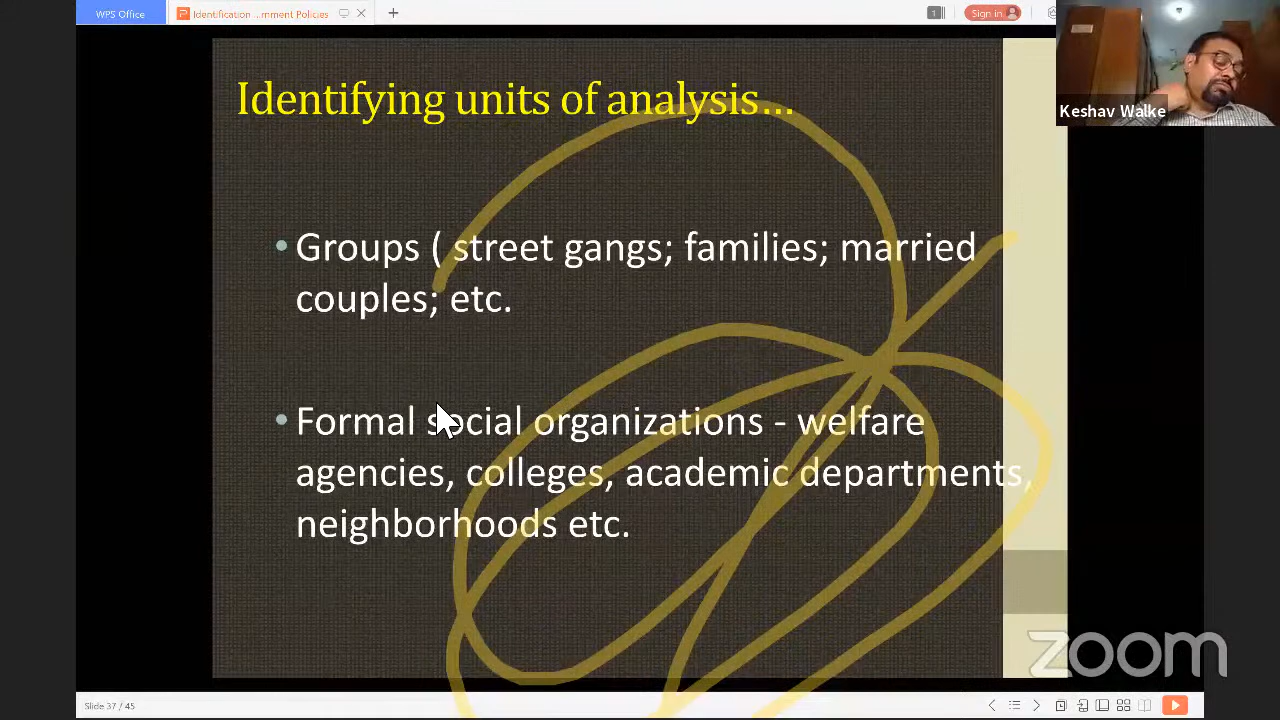 WPS Office
Identification ...rnment Policies
1
Sign in
Keshav Walke
Identifying units of analysis...
• Groups ( street gangs; families; married
couples; etc.
• Formal social organizations - welfare
agencies, colleges, academic departments,
neighborhoods etc.
zoom
Slide 37 / 45